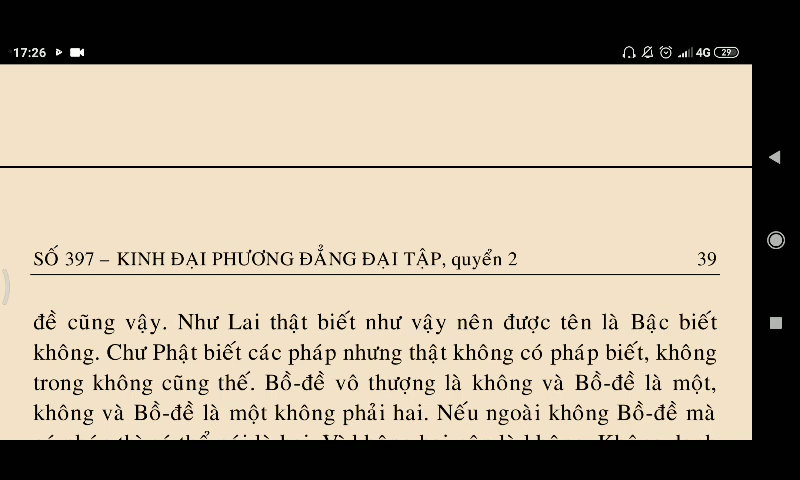 17:26
4G 29
SỐ 397 – KINH ĐẠI PHƯƠNG ĐẲNG ĐẠI TẬP, quyển 2 39
đề cũng vậy. Như Lai thật biết như vậy nên được tên là Bậc biết
không. Chư Phật biết các pháp nhưng thật không có pháp biết, không
trong không cũng thế. Bồ-đề vô thượng là không và Bồ-đề là một,
không và Bồ-đề là một không phải hai. Nếu ngoài không Bồ-đề mà